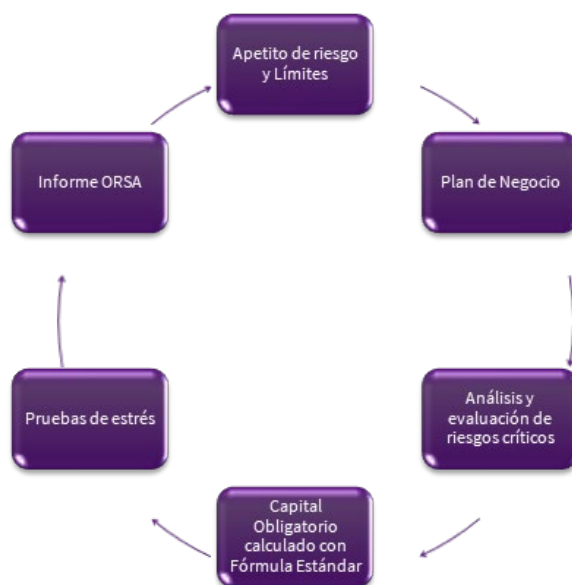 Apetito de riesgo
y Límites
Plan de Negocio
Análisis y
evaluación de
riesgos críticos
Capital
Obligatorio
calculado con
Fórmula Estándar
Pruebas de estrés
Informe ORSA